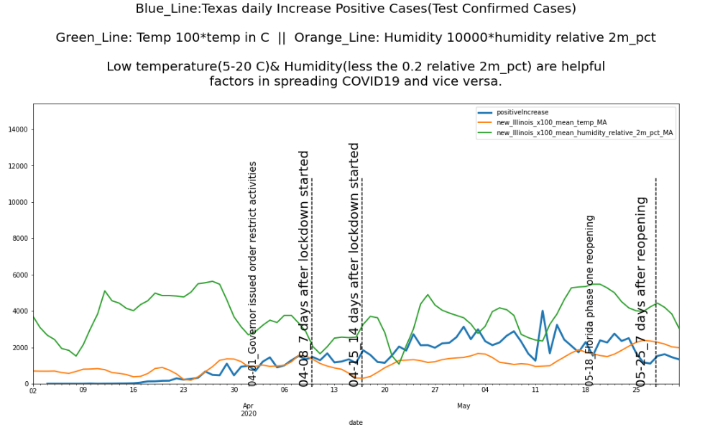 Blue_Line:Texas daily Increase Positive Cases(Test Confirmed Cases)
Green_Line: Temp 100*temp in C || Orange_Line: Humidity 10000*humidity relative 2m_pct
Low temperature(5-20 C)& Humidity(less the 0.2 relative 2m_pct) are helpful
factors in spreading COVID19 and vice versa.
positiveIncrease
new_Illinois_x100_mean_temp_MA
new_Illinois_x100_mean_humidity_relative_2m_pct_MA
14000
12000
10000
8000
6000
4000
2000
0
04-01_Governor issued order restrict activities
04-08_7 days after lockdown started
04-15_14 days after lockdown started
05-18_Florida phase one reopening
05-25_7 days after reopening
02
09
16
23
30
06
13
20
27
04
11
18
25
Apr
2020
May
date